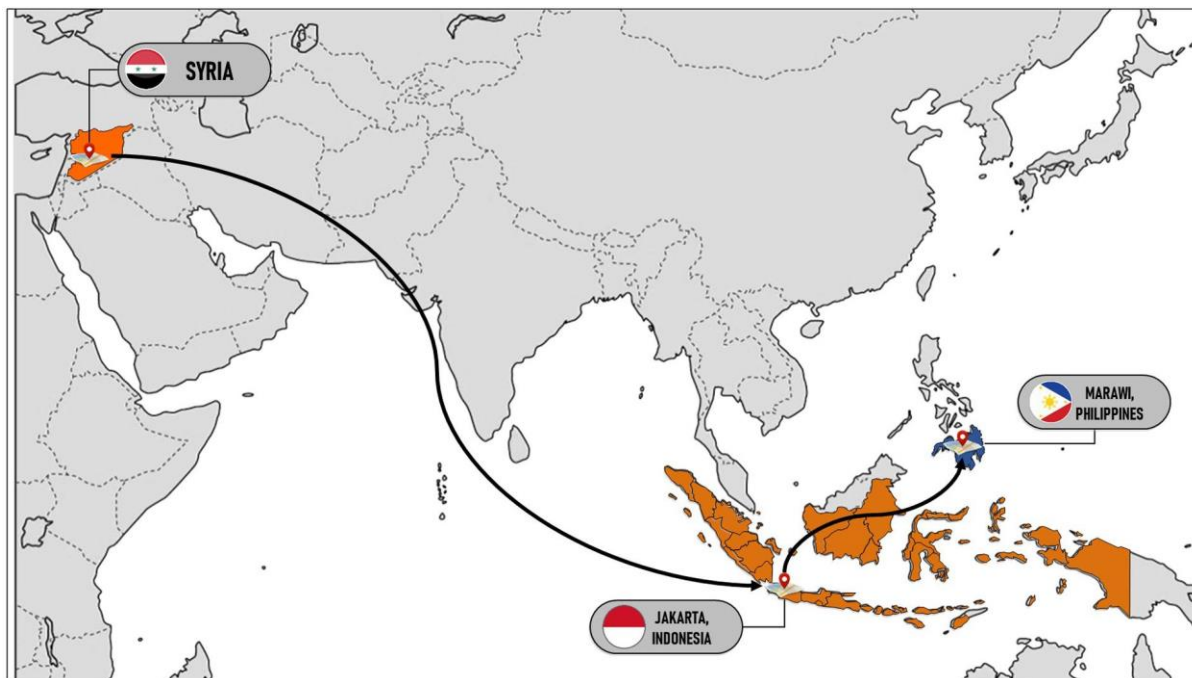 SYRIA
MARAWI,
PHILIPPINES
JAKARTA,
INDONESIA